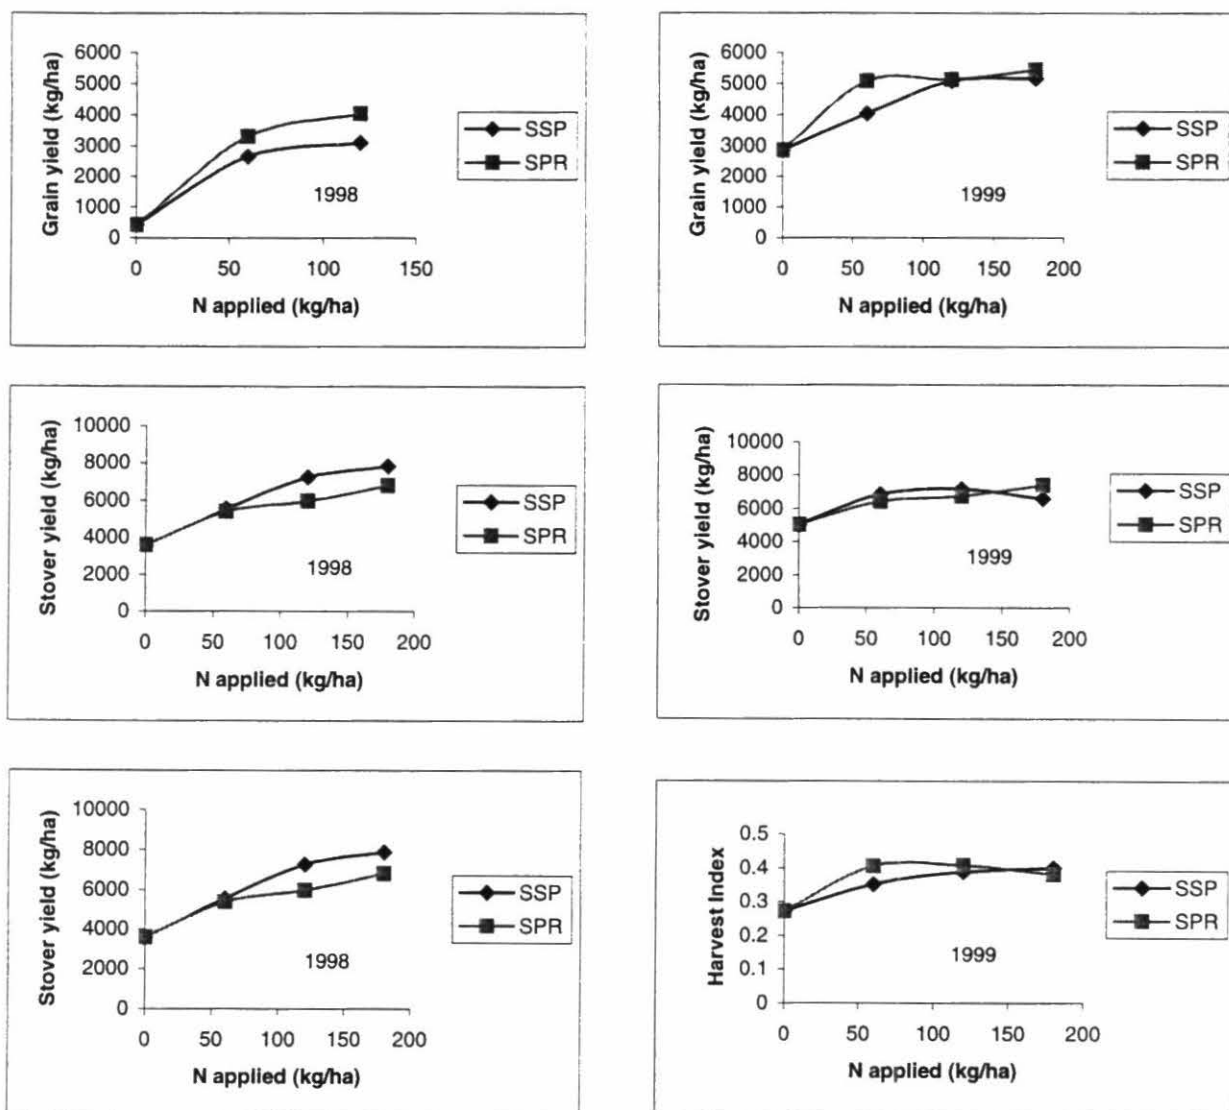 Grain yield (kg/ha)
6000
5000
4000
3000
2000
1000
0
0 50 100 150
N applied (kg/ha)
1998
SSP
SPR
Grain yield (kg/ha)
6000
5000
4000
3000
2000
1000
0
0 50 100 150 200
N applied (kg/ha)
1999
SSP
SPR
Stover yield (kg/ha)
10000
8000
6000
4000
2000
0
0 50 100 150 200
N applied (kg/ha)
1998
SSP
SPR
Stover yield (kg/ha)
10000
8000
6000
4000
2000
0
0 50 100 150 200
N applied (kg/ha)
1999
SSP
SPR
Stover yield (kg/ha)
10000
8000
6000
4000
2000
0
0 50 100 150 200
N applied (kg/ha)
1998
SSP
SPR
Harvest Index
0.5
0.4
0.3
0.2
0.1
0
0 50 100 150 200
N applied (kg/ha)
1999
SSP
SPR